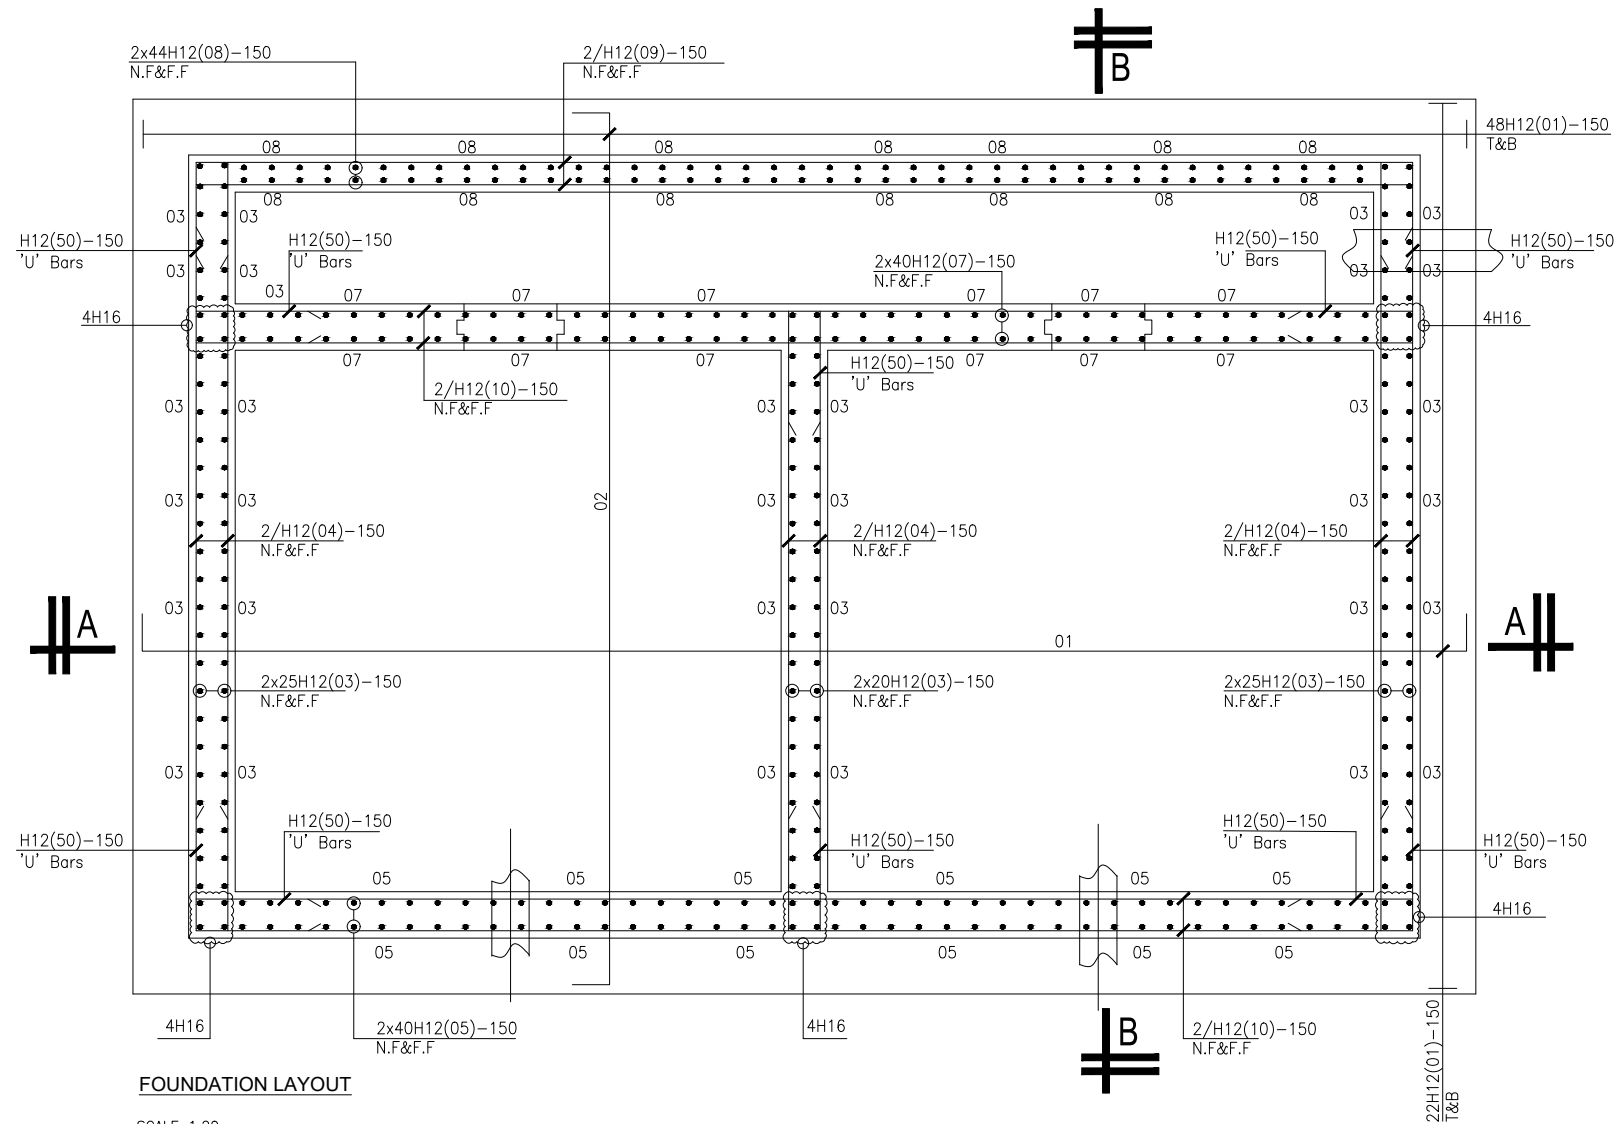 2x44H12(08)-150
N.F&F.F
2/H12(09)-150
N.F&F.F
B
48H12(01)-150
T&B
08 08 08 08 08 08 08
08 08 08 08 08 08 08
03 03 03 03
H12(50)-150
'U' Bars
H12(50)-150
'U' Bars
2x40H12(07)-150
N.F&F.F
H12(50)-150
'U' Bars
H12(50)-150
'U' Bars
03 03 03 03
03 07 07 07 07 07 07
4H16
4H16
07 07 07 07 07 07
H12(50)-150
'U' Bars
2/H12(10)-150
N.F&F.F
03 03 03 03 03 03
03 03 02 03 03 03 03
2/H12(04)-150
N.F&F.F
2/H12(04)-150
N.F&F.F
2/H12(04)-150
N.F&F.F
03 03 03 03 03 03
A
A
01
2x25H12(03)-150
N.F&F.F
2x20H12(03)-150
N.F&F.F
2x25H12(03)-150
N.F&F.F
03 03 03 03 03 03
H12(50)-150
'U' Bars
H12(50)-150
'U' Bars
H12(50)-150
'U' Bars
H12(50)-150
'U' Bars
H12(50)-150
'U' Bars
05 05 05 05 05 05
4H16
05 05 05 05 05 05
4H16
2x40H12(05)-150
N.F&F.F
4H16
B
2/H12(10)-150
N.F&F.F
22H12(01)-150
T&B
FOUNDATION LAYOUT